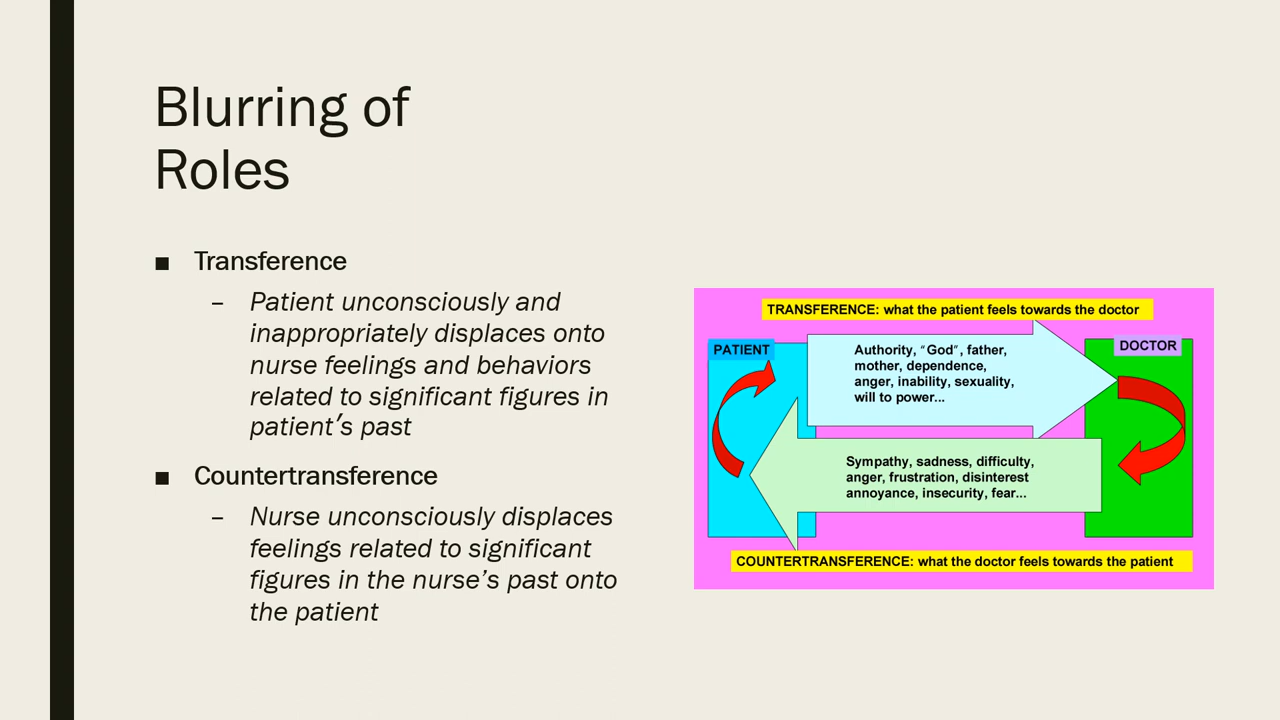 Blurring of
Roles
■ Transference
– Patient unconsciously and
inappropriately displaces onto
nurse feelings and behaviors
related to significant figures in
patient′s past
■ Countertransference
– Nurse unconsciously displaces
feelings related to significant
figures in the nurse’s past onto
the patient
TRANSFERENCE: what the patient feels towards the doctor
PATIENT
DOCTOR
Authority, “God”, father,
mother, dependence,
anger, inability, sexuality,
will to power...
Sympathy, sadness, difficulty,
anger, frustration, disinterest
annoyance, insecurity, fear...
COUNTERTRANSFERENCE: what the doctor feels towards the patient